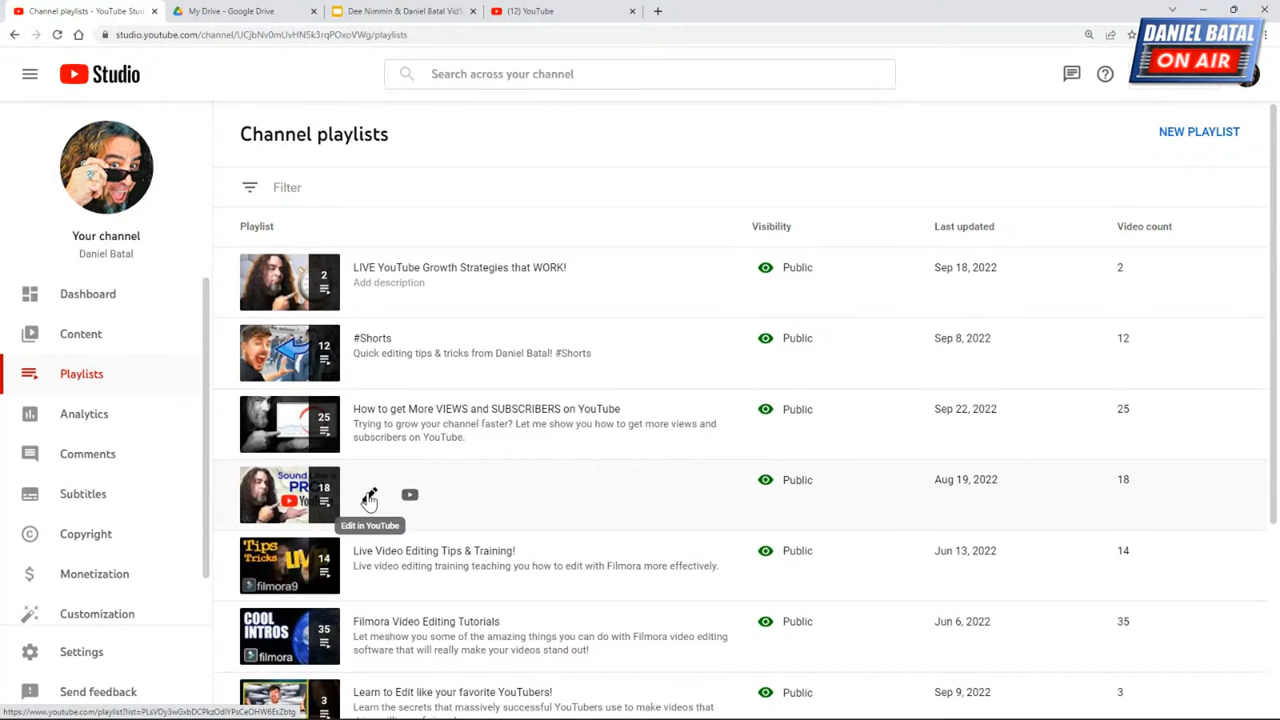 Channel playlists - YouTube Stu
My Drive - Google Drive
Dee Nimmin & Daniel Batal Vid
(12) YouTube
studio.youtube.com/channel/UCjbNv0mUvHN5k3rqPOxoVWg/playlists
DANIEL BATAL
ON AIR
Studio
Search across your channel
Channel playlists
NEW PLAYLIST
Filter
Your channel
Daniel Batal
Playlist
Visibility
Last updated
Video count
Dashboard
Content
Playlists
Analytics
Comments
Subtitles
Copyright
Monetization
Customization
Settings
Send feedback
2
LIVE YouTube Growth Strategies that WORK!
Add description
Public
Sep 18, 2022
2
12
#Shorts
Quick editing tips & tricks from Daniel Batal! #Shorts
Public
Sep 8, 2022
12
25
How to get More VIEWS and SUBSCRIBERS on YouTube
Trying to grow your channel faster? Let me show you how to get more views and
subscribers on YouTube.
Public
Sep 22, 2022
25
18
Edit in YouTube
Public
Aug 19, 2022
18
Tips
Tricks
LIV
filmora9
14
Live Video Editing Tips & Training!
Live video editing training teaching you how to edit with Filmora more effectively.
Public
Jun 13, 2022
14
COOL
INTROS
filmora
35
Filmora Video Editing Tutorials
Let meshow you some of the amazing things you can do with Filmora video editing
software that will really make your videos stand out!
Public
Jun 6, 2022
35
3
Learn to Edit like your favorite YouTubers!
Learn the secrets that massively successful YouTubers use to make videos that
Public
Sep 9, 2022
3